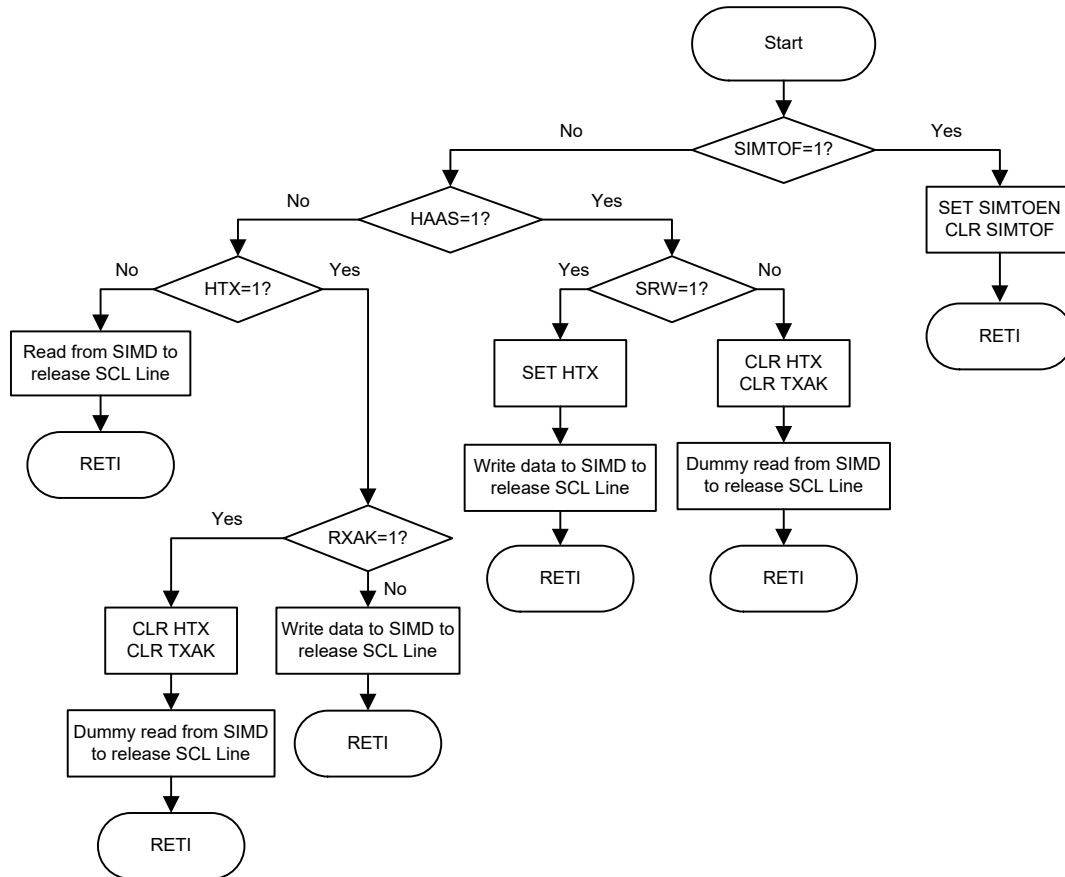 Start
No
Yes
SIMTOF=1?
No
HAAS=1?
Yes
SET SIMTOEN
CLR SIMTOF
No
HTX=1?
Yes
Yes
SRW=1?
No
RETI
Read from SIMD to
release SCL Line
SET HTX
CLR HTX
CLR TXAK
RETI
Write data to SIMD to
release SCL Line
Dummy read from SIMD
to release SCL Line
Yes
RXAK=1?
RETI
RETI
No
CLR HTX
CLR TXAK
Write data to SIMD to
release SCL Line
Dummy read from SIMD
to release SCL Line
RETI
RETI